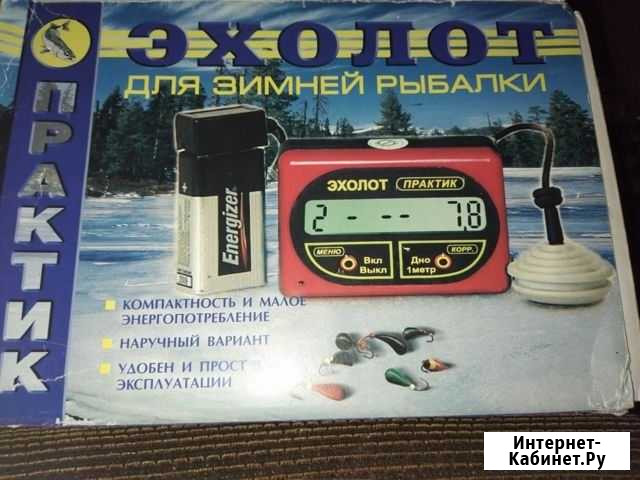 ПРАКТИК
ЭХОЛОТ
ДЛЯ ЗИМНЕЙ РЫБАЛКИ
Energizer
ЭХОЛОТ ПРАКТИК
2 - -- 7,8
МЕНЮ
Вкл
Выкл
КОРР.
Дно
1метр
КОМПАКТНОСТЬ И МАЛОЕ
ЭНЕРГОПОТРЕБЛЕНИЕ
НАРУЧНЫЙ ВАРИАНТ
УДОБЕН И ПРОСТ В
ЭКСПЛУАТАЦИИ
Интернет-
Кабинет.Ру